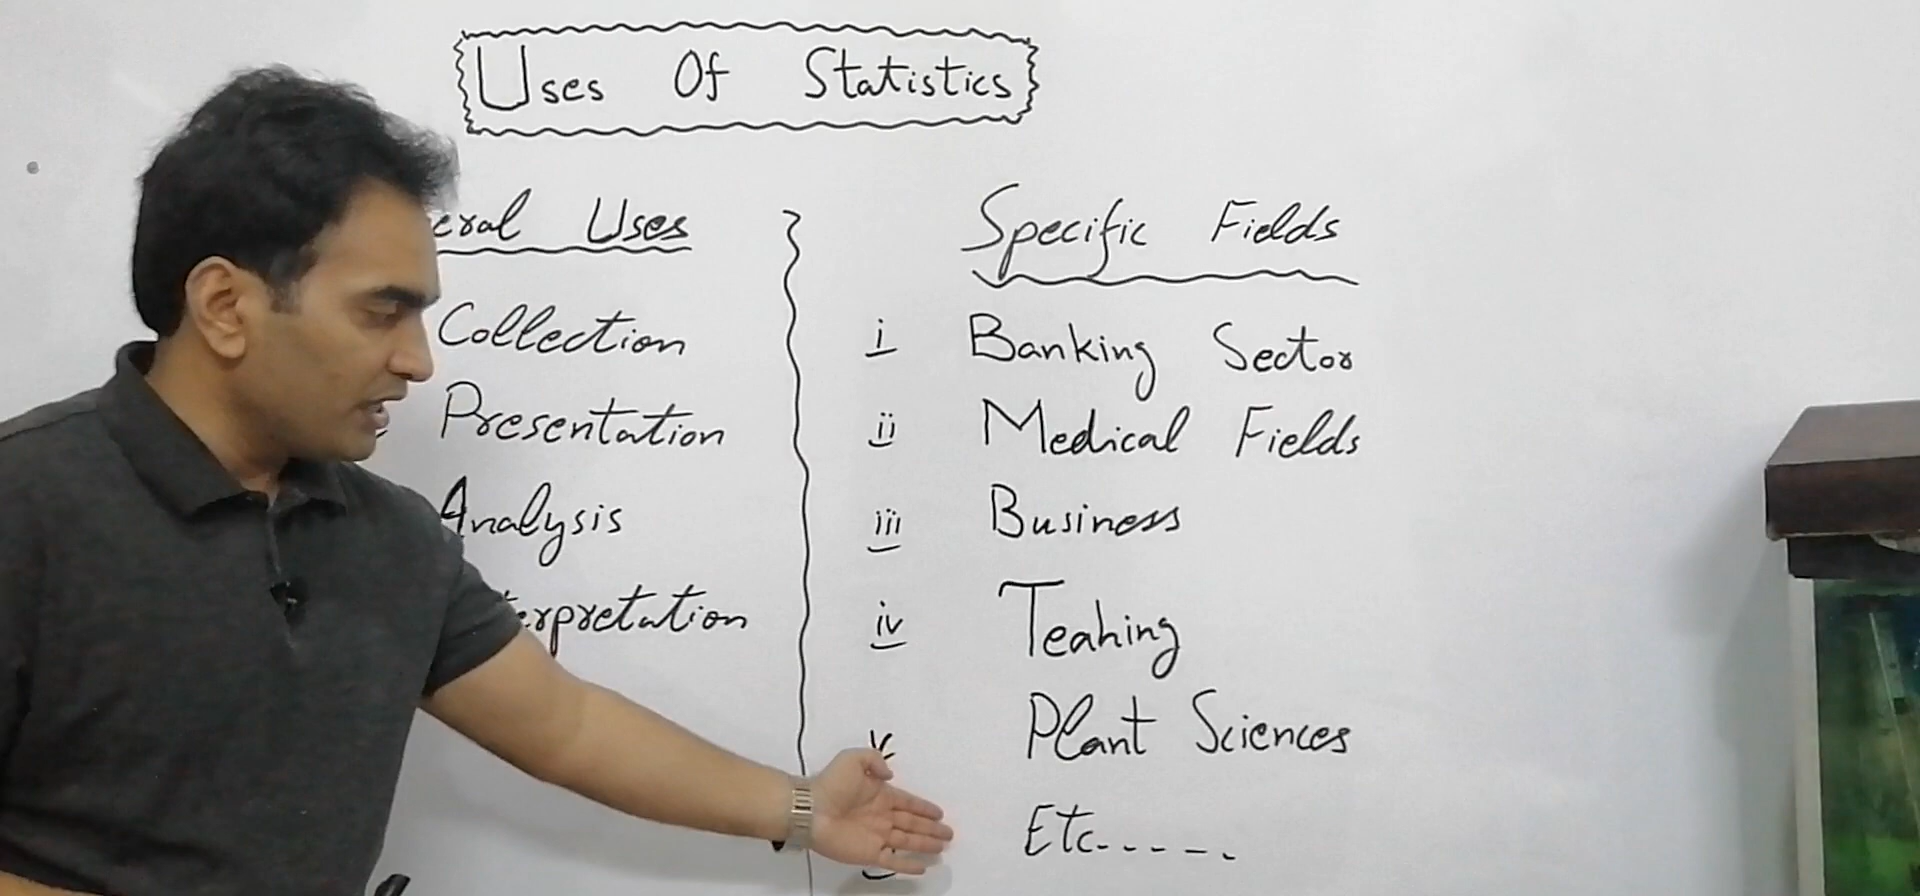 Uses Of Statistics
eral Uses
Collection
Presentation
Analysis
terpretation
Specific Fields
i Banking Sector
ii Medical Fields
iii Business
iv Teahing
v Plant Sciences
Etc.....